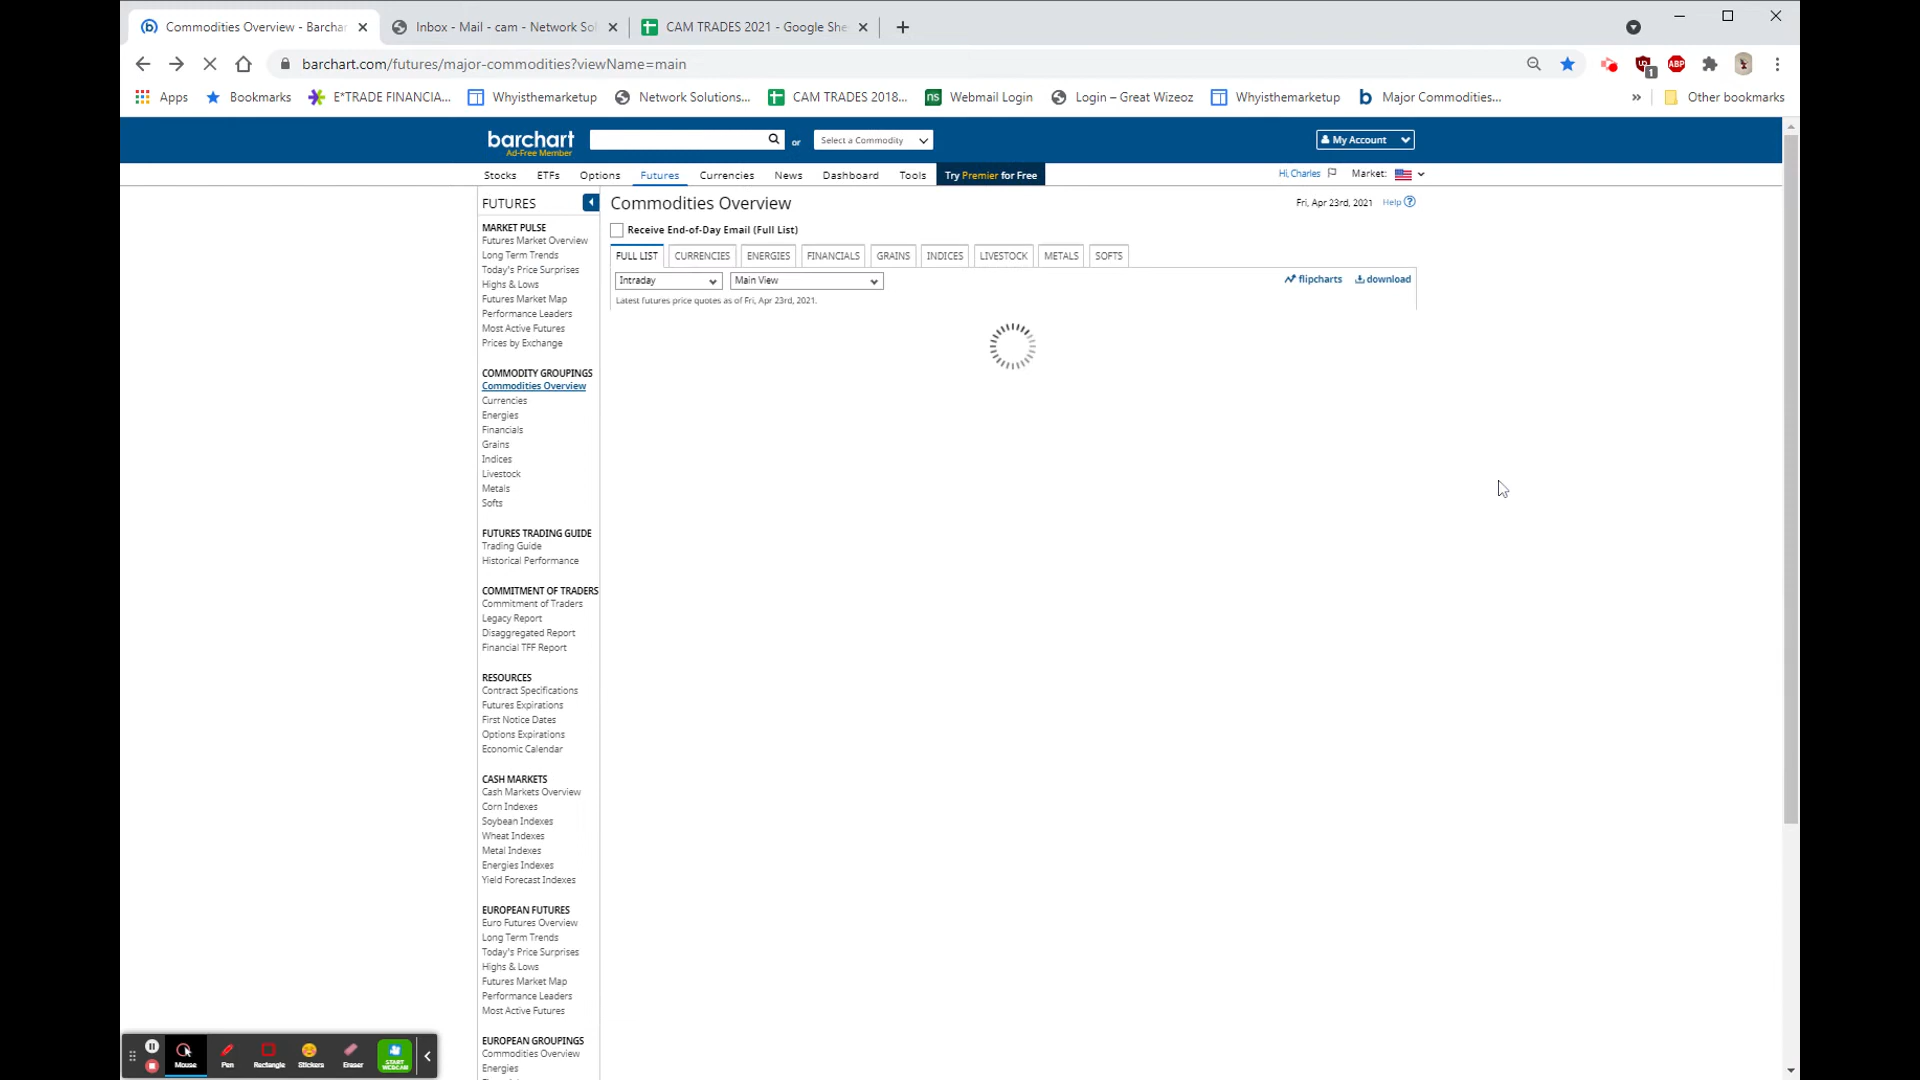 Commodities Overview - Barchar
Inbox - Mail - cam - Network Sol
CAM TRADES 2021 - Google She
barchart.com/futures/major-commodities?viewName=main
1
ABP
Apps
Bookmarks
E*TRADE FINANCIA...
Whyisthemarketup
Network Solutions...
CAM TRADES 2018...
ns
Webmail Login
Login – Great Wizeoz
Whyisthemarketup
b
Major Commodities...
»
Other bookmarks
barchart
Ad-Free Member
or
Select a Commodity
My Account
Stocks
ETFs
Options
Futures
Currencies
News
Dashboard
Tools
Try Premier for Free
Hi, Charles
Market:
FUTURES
Commodities Overview
Fri, Apr 23rd, 2021
Help ?
Receive End-of-Day Email (Full List)
FULL LIST
CURRENCIES
ENERGIES
FINANCIALS
GRAINS
INDICES
LIVESTOCK
METALS
SOFTS
Intraday
Main View
flipcharts
download
Latest futures price quotes as of Fri, Apr 23rd, 2021.
MARKET PULSE
Futures Market Overview
Long Term Trends
Today's Price Surprises
Highs & Lows
Futures Market Map
Performance Leaders
Most Active Futures
Prices by Exchange
COMMODITY GROUPINGS
Commodities Overview
Currencies
Energies
Financials
Grains
Indices
Livestock
Metals
Softs
FUTURES TRADING GUIDE
Trading Guide
Historical Performance
COMMITMENT OF TRADERS
Commitment of Traders
Legacy Report
Disaggregated Report
Financial TFF Report
RESOURCES
Contract Specifications
Futures Expirations
First Notice Dates
Options Expirations
Economic Calendar
CASH MARKETS
Cash Markets Overview
Corn Indexes
Soybean Indexes
Wheat Indexes
Metal Indexes
Energies Indexes
Yield Forecast Indexes
EUROPEAN FUTURES
Euro Futures Overview
Long Term Trends
Today's Price Surprises
Highs & Lows
Futures Market Map
Performance Leaders
Most Active Futures
EUROPEAN GROUPINGS
Commodities Overview
Energies
Mouse
Pen
Rectangle
Stickers
Eraser
START
WEBCAM